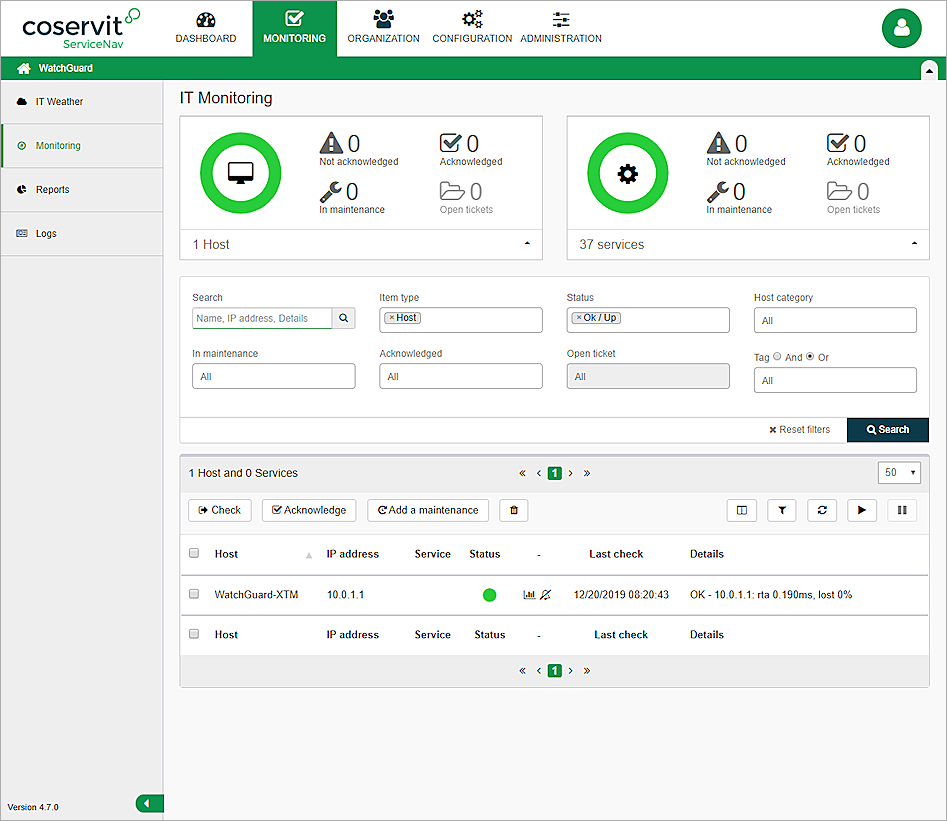 coservit
ServiceNav
DASHBOARD
MONITORING
ORGANIZATION
CONFIGURATION
ADMINISTRATION
WatchGuard
IT Weather
Monitoring
Reports
Logs
Version 4.7.0
IT Monitoring
0
Not acknowledged
0
Acknowledged
0
In maintenance
0
Open tickets
1 Host
0
Not acknowledged
0
Acknowledged
0
In maintenance
0
Open tickets
37 services
Search
Name, IP address, Details
Item type
× Host
Status
× Ok / Up
Host category
All
In maintenance
All
Acknowledged
All
Open ticket
All
Tag And Or
All
Reset filters
Search
1 Host and 0 Services
« ‹ 1 › »
50
Check
Acknowledge
Add a maintenance
Host IP address Service Status - Last check Details
WatchGuard-XTM 10.0.1.1 12/20/2019 08:20:43 OK - 10.0.1.1: rta 0.190ms, lost 0%
Host IP address Service Status - Last check Details
« ‹ 1 › »